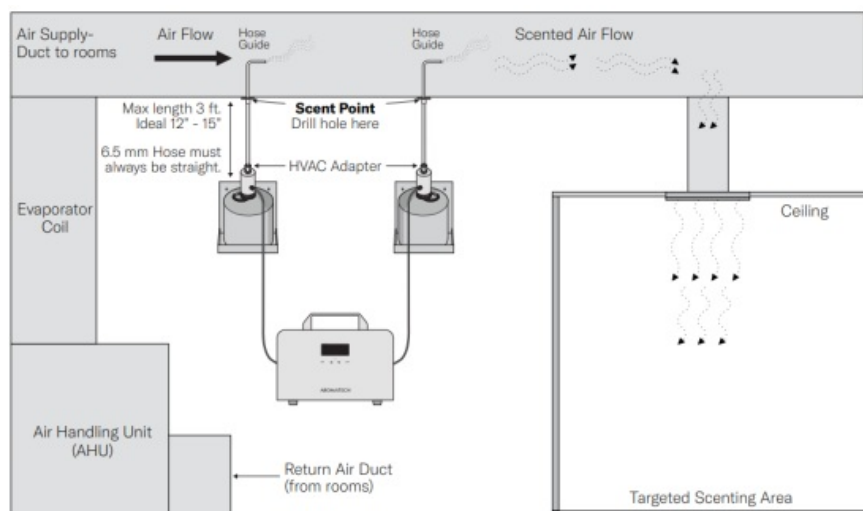 Air Supply-
Duct to rooms
Air Flow
Hose
Guide
Hose
Guide
Scented Air Flow
Max length 3 ft.
Ideal 12" - 15"
Scent Point
Drill hole here
6.5 mm Hose must
always be straight.
HVAC Adapter
Evaporator
Coil
Ceiling
AROMATECH
Air Handling Unit
(AHU)
Return Air Duct
(from rooms)
Targeted Scenting Area